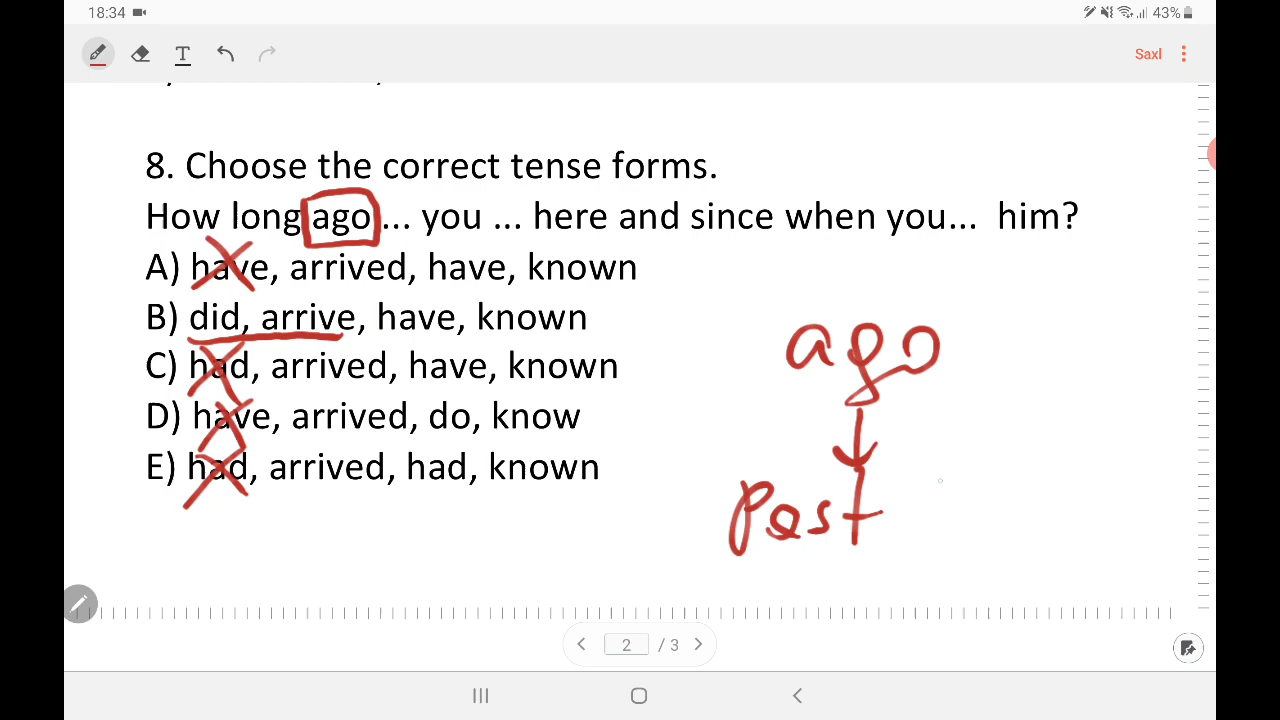 18:34 43%
T Saxl
8. Choose the correct tense forms.
How long ago ... you ... here and since when you... him?
A) have, arrived, have, known
B) did, arrive, have, known
C) had, arrived, have, known
D) have, arrived, do, know
E) had, arrived, had, known
ago
past
2 / 3